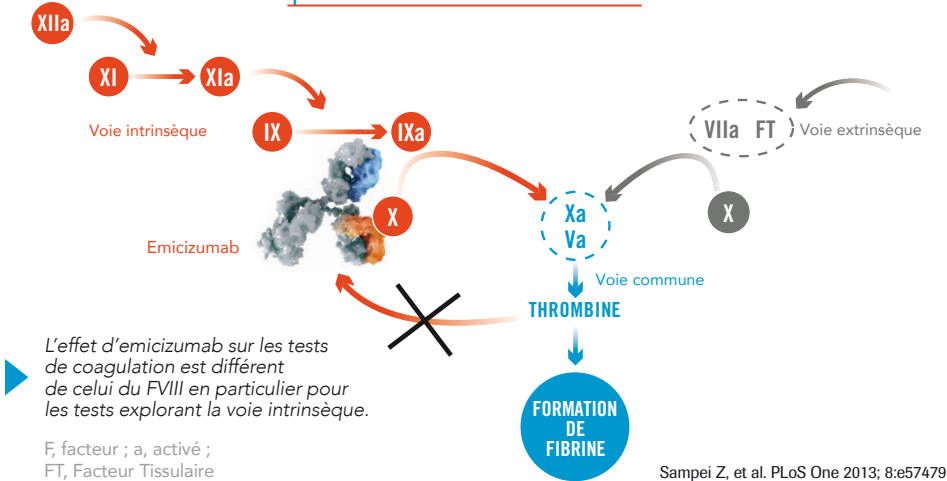 XIIa
XI
XIa
Voie intrinsèque
IX
IXa
VIIa FT
Voie extrinsèque
X
Xa
Va
X
Emicizumab
Voie commune
THROMBINE
L'effet d'emicizumab sur les tests
de coagulation est différent
de celui du FVIII en particulier pour
les tests explorant la voie intrinsèque.
FORMATION
DE
FIBRINE
F, facteur ; a, activé ;
FT, Facteur Tissulaire
Sampei Z, et al. PLoS One 2013; 8:e57479